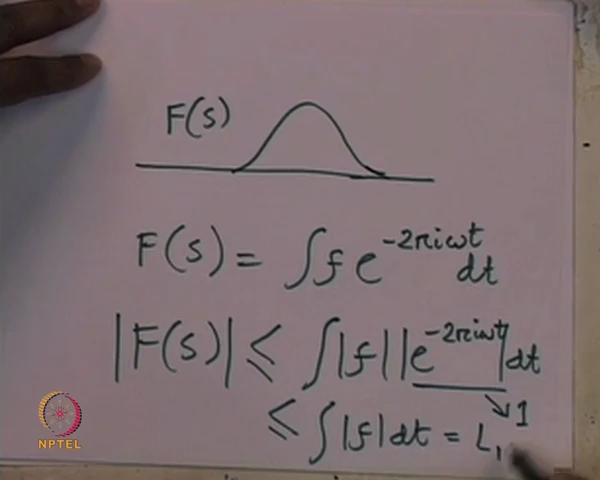 F(s)
F(s) = ∫f e^{-2πiωt} dt
|F(s)| ≤ ∫|f||e^{-2πiωt}|dt
↘1
≤ ∫|f|dt = L₁
NPTEL